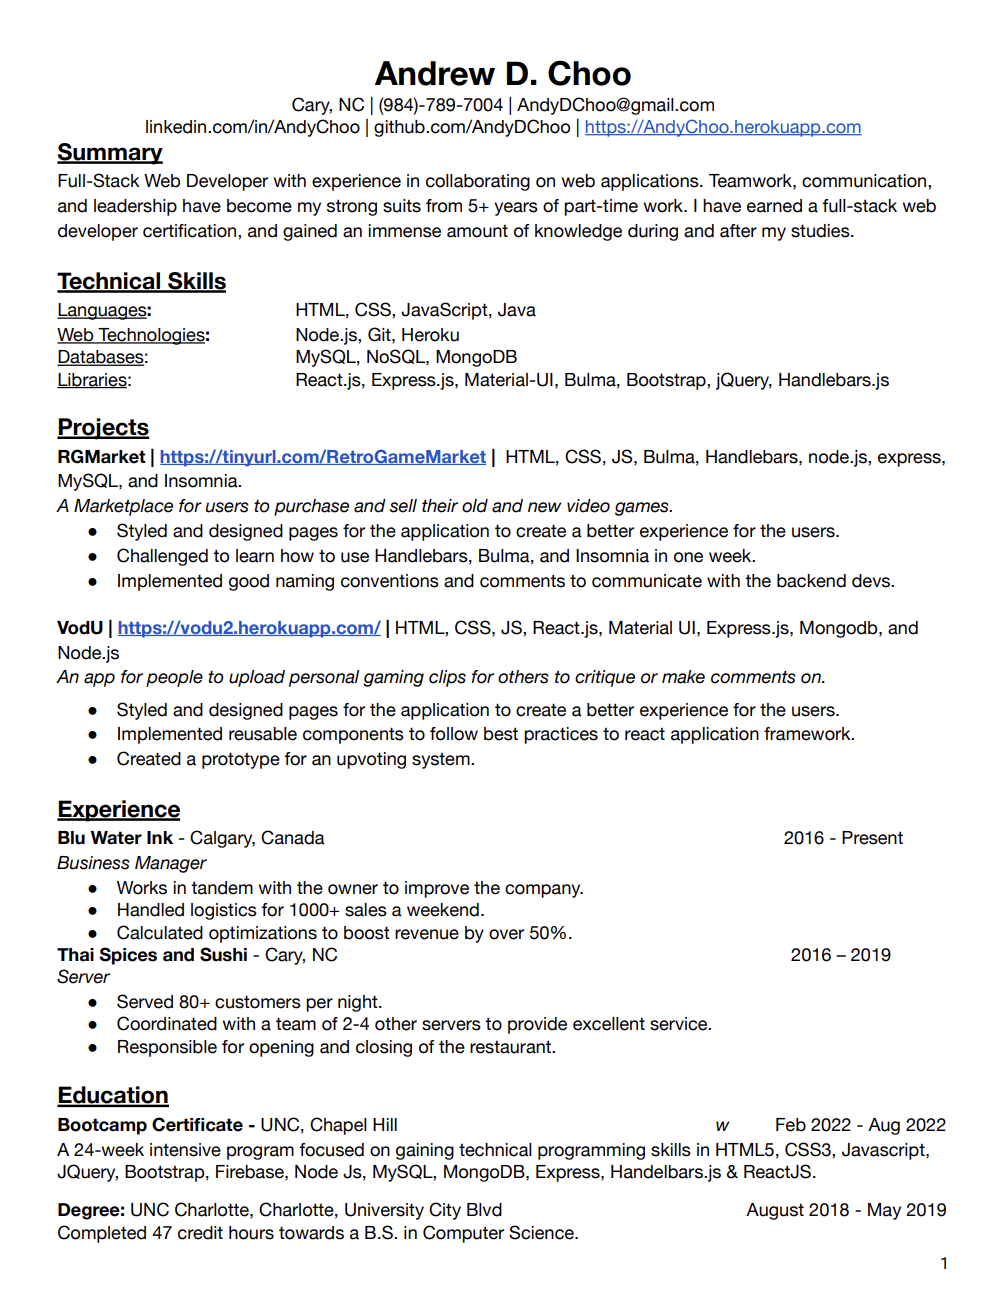 Andrew D. Choo
Cary, NC | (984)-789-7004 | AndyDChoo@gmail.com
linkedin.com/in/AndyChoo | github.com/AndyDChoo | https://AndyChoo.herokuapp.com
Summary
Full-Stack Web Developer with experience in collaborating on web applications. Teamwork, communication,
and leadership have become my strong suits from 5+ years of part-time work. I have earned a full-stack web
developer certification, and gained an immense amount of knowledge during and after my studies.
Technical Skills
Languages: HTML, CSS, JavaScript, Java
Web Technologies: Node.js, Git, Heroku
Databases: MySQL, NoSQL, MongoDB
Libraries: React.js, Express.js, Material-UI, Bulma, Bootstrap, jQuery, Handlebars.js
Projects
RGMarket | https://tinyurl.com/RetroGameMarket | HTML, CSS, JS, Bulma, Handlebars, node.js, express,
MySQL, and Insomnia.
A Marketplace for users to purchase and sell their old and new video games.
● Styled and designed pages for the application to create a better experience for the users.
● Challenged to learn how to use Handlebars, Bulma, and Insomnia in one week.
● Implemented good naming conventions and comments to communicate with the backend devs.
VodU | https://vodu2.herokuapp.com/ | HTML, CSS, JS, React.js, Material UI, Express.js, Mongodb, and
Node.js
An app for people to upload personal gaming clips for others to critique or make comments on.
● Styled and designed pages for the application to create a better experience for the users.
● Implemented reusable components to follow best practices to react application framework.
● Created a prototype for an upvoting system.
Experience
Blu Water Ink - Calgary, Canada 2016 - Present
Business Manager
● Works in tandem with the owner to improve the company.
● Handled logistics for 1000+ sales a weekend.
● Calculated optimizations to boost revenue by over 50%.
Thai Spices and Sushi - Cary, NC 2016 – 2019
Server
● Served 80+ customers per night.
● Coordinated with a team of 2-4 other servers to provide excellent service.
● Responsible for opening and closing of the restaurant.
Education
Bootcamp Certificate - UNC, Chapel Hill w Feb 2022 - Aug 2022
A 24-week intensive program focused on gaining technical programming skills in HTML5, CSS3, Javascript,
JQuery, Bootstrap, Firebase, Node Js, MySQL, MongoDB, Express, Handelbars.js & ReactJS.
Degree: UNC Charlotte, Charlotte, University City Blvd August 2018 - May 2019
Completed 47 credit hours towards a B.S. in Computer Science.
1